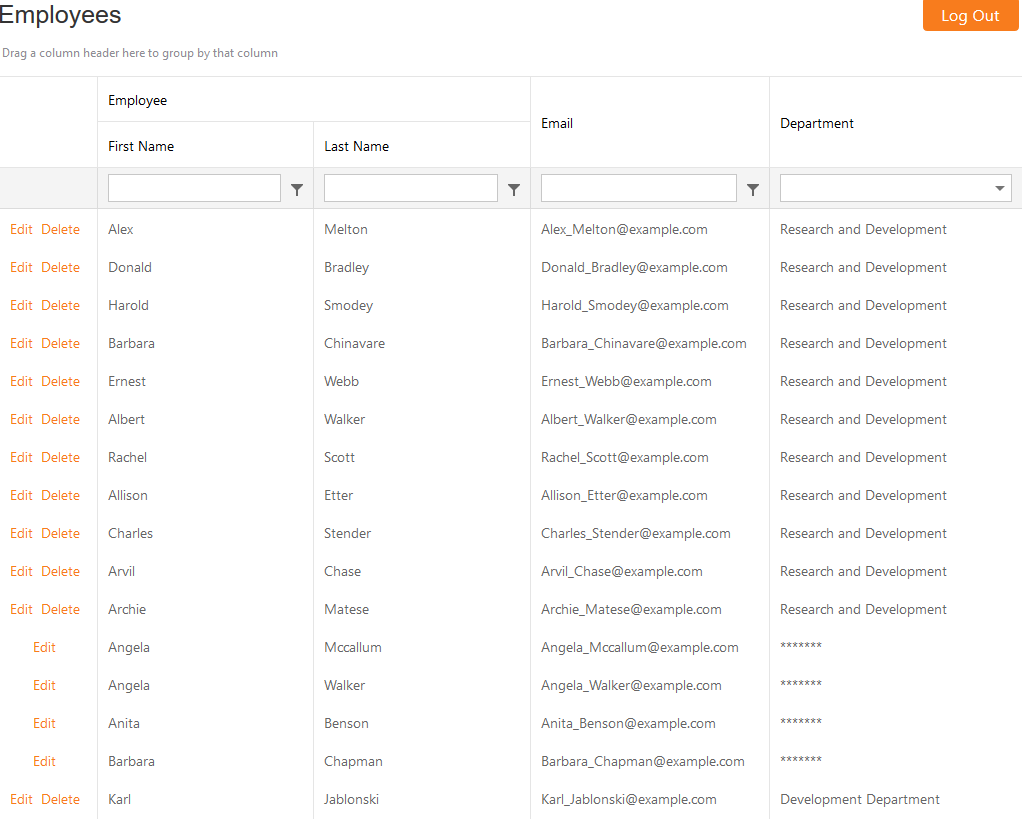 Employees
Log Out
Drag a column header here to group by that column
Employee
Email
Department
First Name
Last Name
Edit Delete Alex Melton Alex_Melton@example.com Research and Development
Edit Delete Donald Bradley Donald_Bradley@example.com Research and Development
Edit Delete Harold Smodey Harold_Smodey@example.com Research and Development
Edit Delete Barbara Chinavare Barbara_Chinavare@example.com Research and Development
Edit Delete Ernest Webb Ernest_Webb@example.com Research and Development
Edit Delete Albert Walker Albert_Walker@example.com Research and Development
Edit Delete Rachel Scott Rachel_Scott@example.com Research and Development
Edit Delete Allison Etter Allison_Etter@example.com Research and Development
Edit Delete Charles Stender Charles_Stender@example.com Research and Development
Edit Delete Arvil Chase Arvil_Chase@example.com Research and Development
Edit Delete Archie Matese Archie_Matese@example.com Research and Development
Edit Angela Mccallum Angela_Mccallum@example.com *******
Edit Angela Walker Angela_Walker@example.com *******
Edit Anita Benson Anita_Benson@example.com *******
Edit Barbara Chapman Barbara_Chapman@example.com *******
Edit Delete Karl Jablonski Karl_Jablonski@example.com Development Department